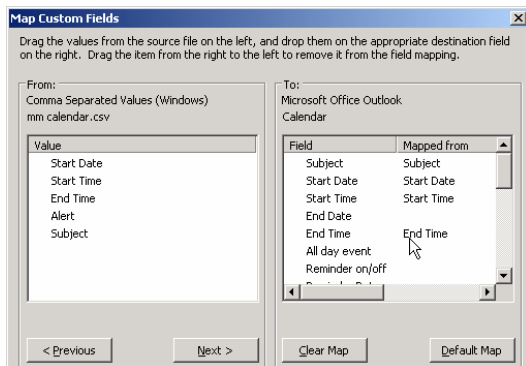 Map Custom Fields
Drag the values from the source file on the left, and drop them on the appropriate destination field
on the right. Drag the item from the right to the left to remove it from the field mapping.
From:
Comma Separated Values (Windows)
mm calendar.csv
Value
Start Date
Start Time
End Time
Alert
Subject
< Previous
Next >
To:
Microsoft Office Outlook
Calendar
Field Mapped from
Subject Subject
Start Date Start Date
Start Time Start Time
End Date
End Time End Time
All day event
Reminder on/off
Clear Map
Default Map